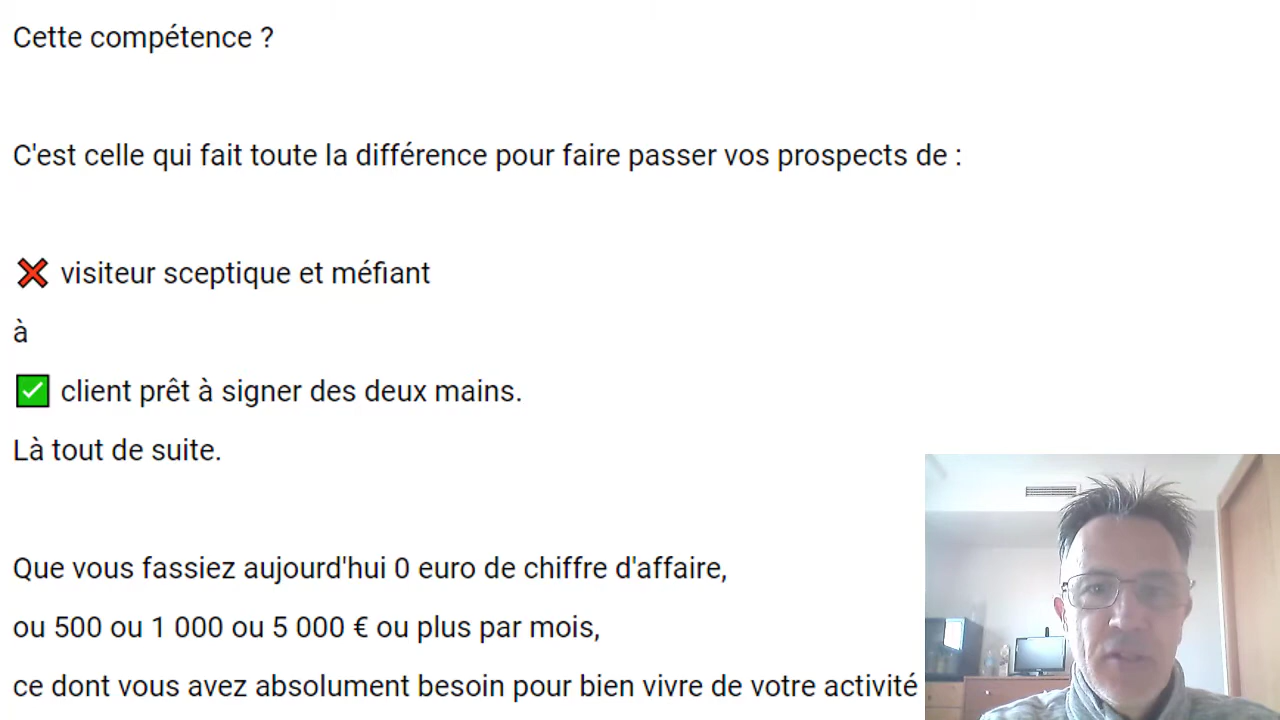 Cette compétence ?
C'est celle qui fait toute la différence pour faire passer vos prospects de :
❌ visiteur sceptique et méfiant
à
✅ client prêt à signer des deux mains.
Là tout de suite.
Que vous fassiez aujourd'hui 0 euro de chiffre d'affaire,
ou 500 ou 1 000 ou 5 000 € ou plus par mois,
ce dont vous avez absolument besoin pour bien vivre de votre activité